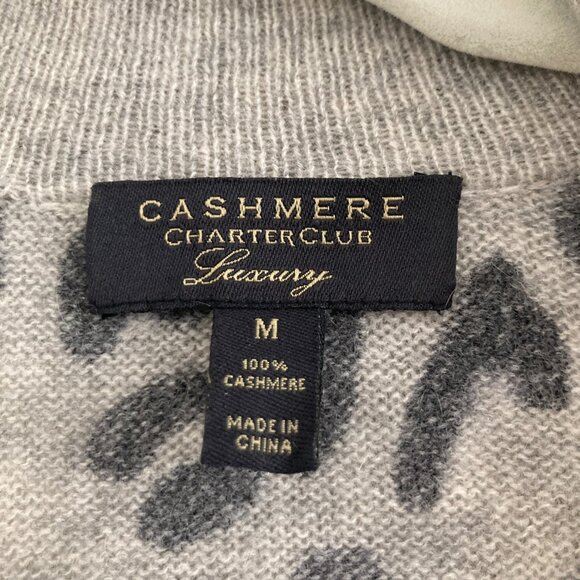 CASHMERE
CHARTER CLUB
Luxury
M
100%
CASHMERE
MADE IN
CHINA